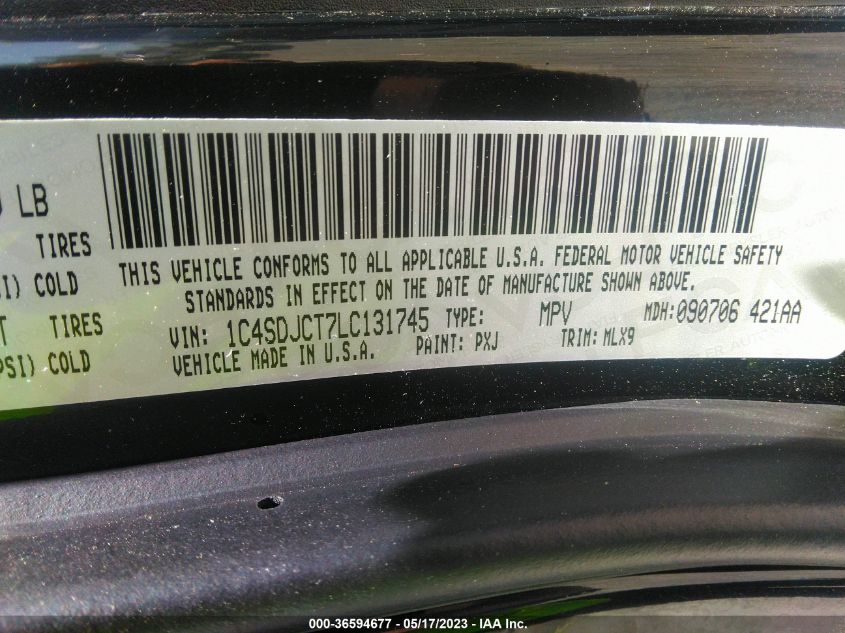 LB
TIRES
COLD
TIRES
PSI) COLD
THIS VEHICLE CONFORMS TO ALL APPLICABLE U.S.A. FEDERAL MOTOR VEHICLE SAFETY
STANDARDS IN EFFECT ON THE DATE OF MANUFACTURE SHOWN ABOVE.
VIN: 1C4SDJCT7LC131745 TYPE: MPV MDH:090706 421AA
VEHICLE MADE IN U.S.A. PAINT: PXJ TRIM: MLX9
000-36594677 - 05/17/2023 - IAA Inc.